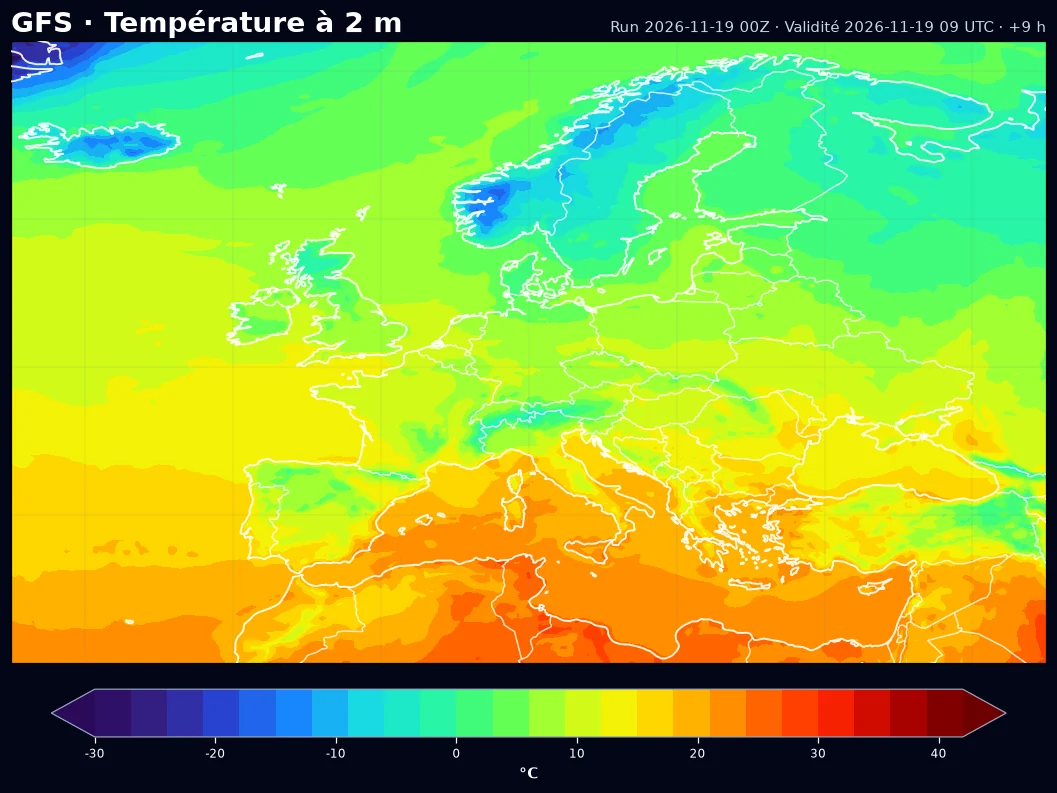 GFS · Température à 2 m
Run 2026-11-19 00Z · Validité 2026-11-19 09 UTC · +9 h
-30 -20 -10 0 10 20 30 40
°C